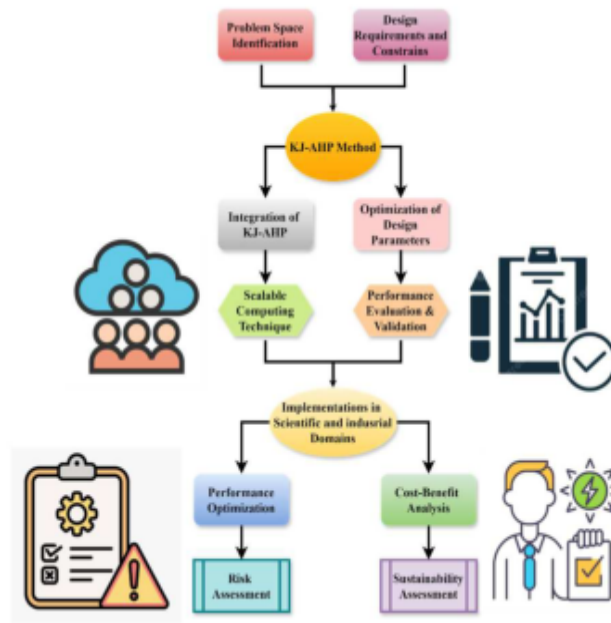 Problem Space
Identfication
Design
Requirements and
Constrains
KJ-AHP Method
Integration of
KJ-AHP
Optimization of
Design
Parameters
Scalable
Computing
Technique
Performance
Evaluation &
Validation
Implementations in
Scientific and indusrial
Domains
Performance
Optimization
Cost-Benefit
Analysis
Risk
Assessment
Sustainability
Assessment